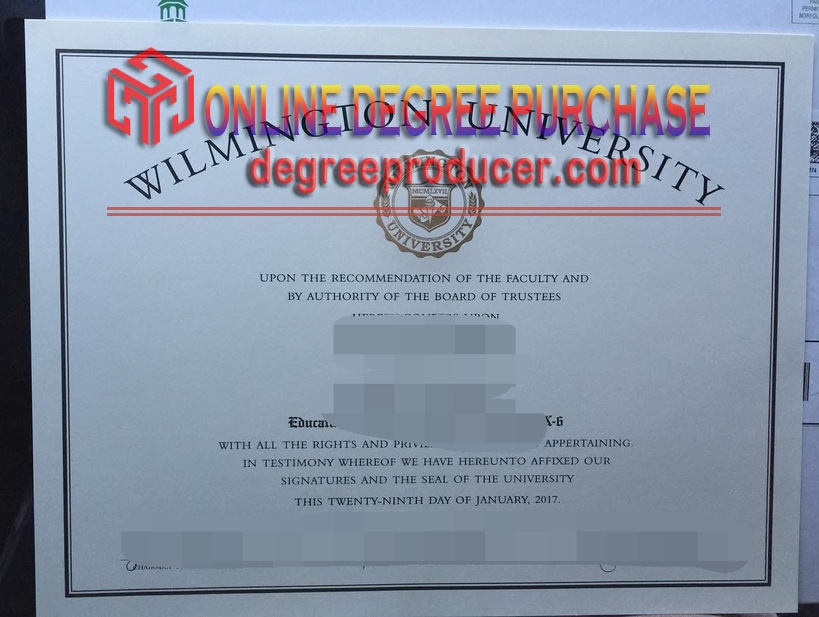 ONLINE DEGREE PURCHASE
WILMINGTON UNIVERSITY
degreeproducer.com
WILMINGTON
MCMLXVII
UNIVERSITY
UPON THE RECOMMENDATION OF THE FACULTY AND
BY AUTHORITY OF THE BOARD OF TRUSTEES
UPON
K-6
WITH ALL THE RIGHTS AND APPERTAINING.
IN TESTIMONY WHEREOF WE HAVE HEREUNTO AFFIXED OUR
SIGNATURES AND THE SEAL OF THE UNIVERSITY
THIS TWENTY-NINTH DAY OF JANUARY, 2017.